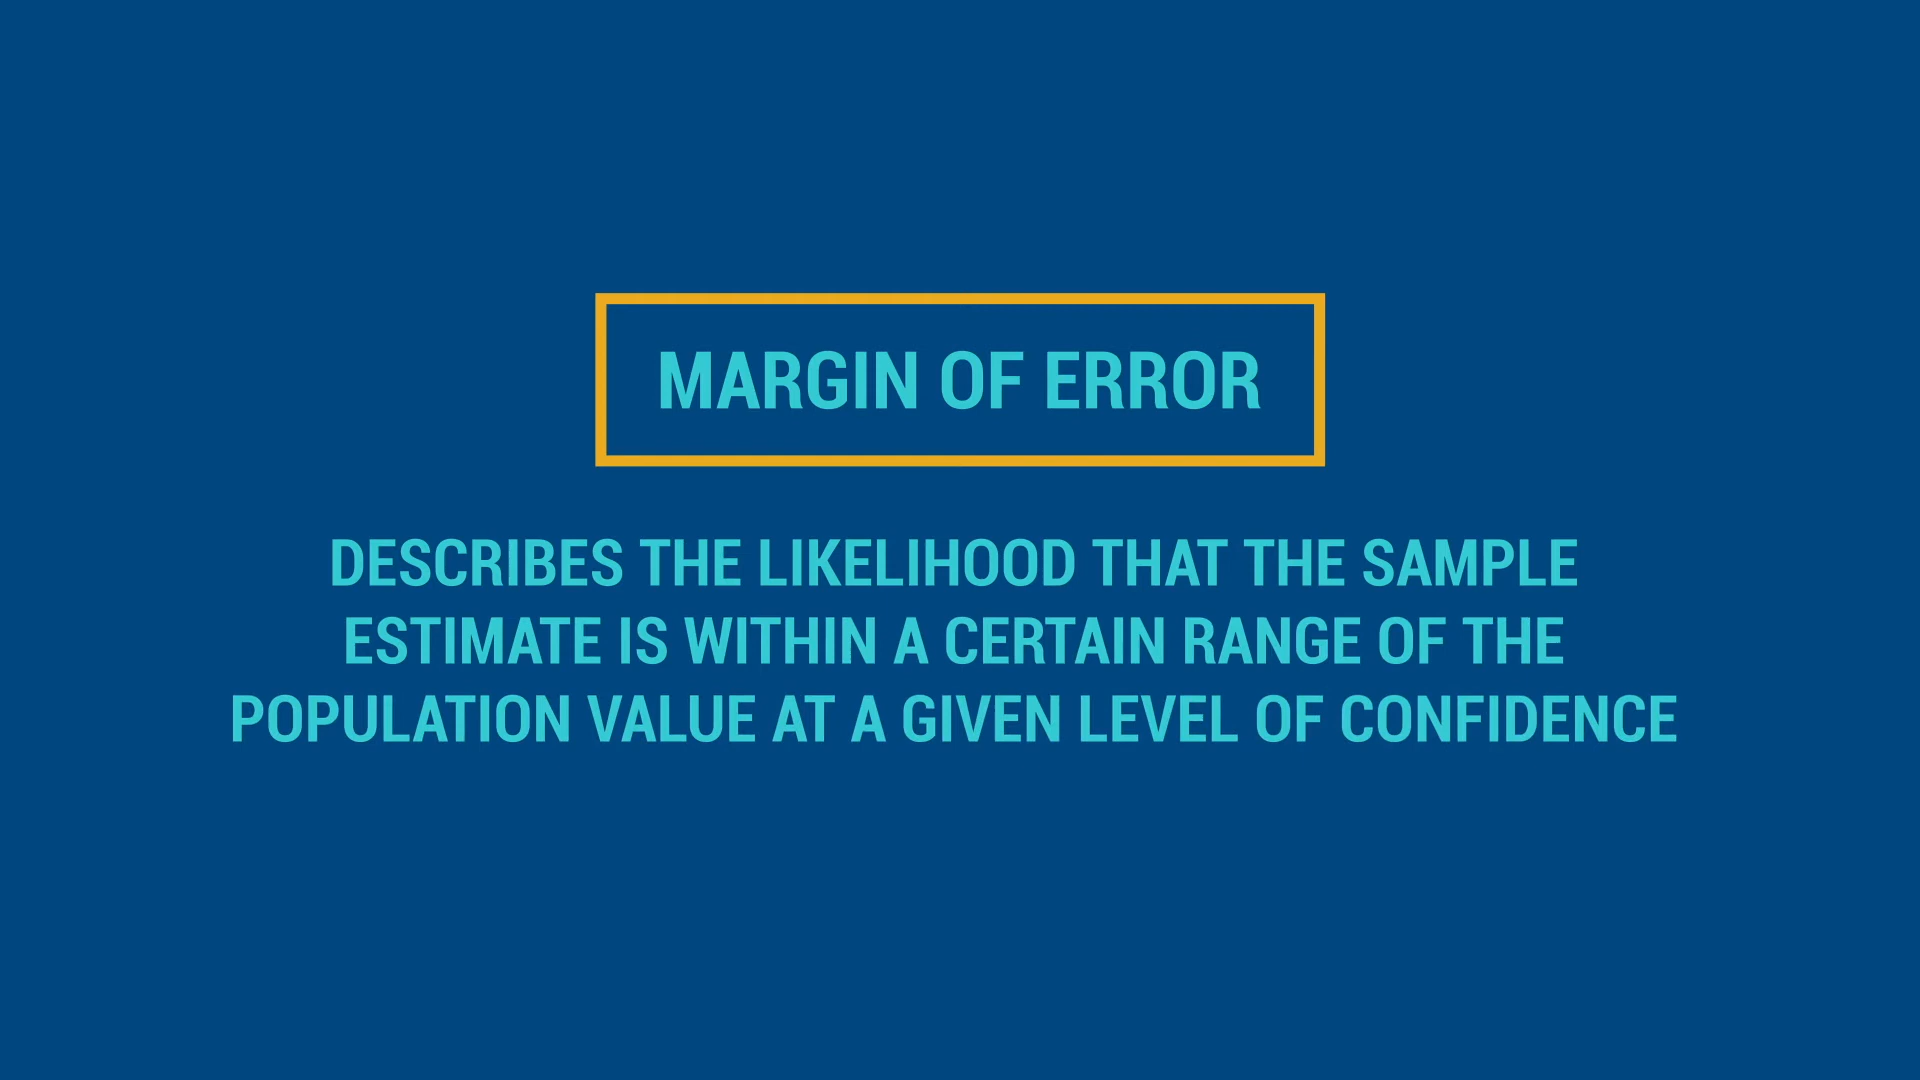 MARGIN OF ERROR
DESCRIBES THE LIKELIHOOD THAT THE SAMPLE
ESTIMATE IS WITHIN A CERTAIN RANGE OF THE
POPULATION VALUE AT A GIVEN LEVEL OF CONFIDENCE